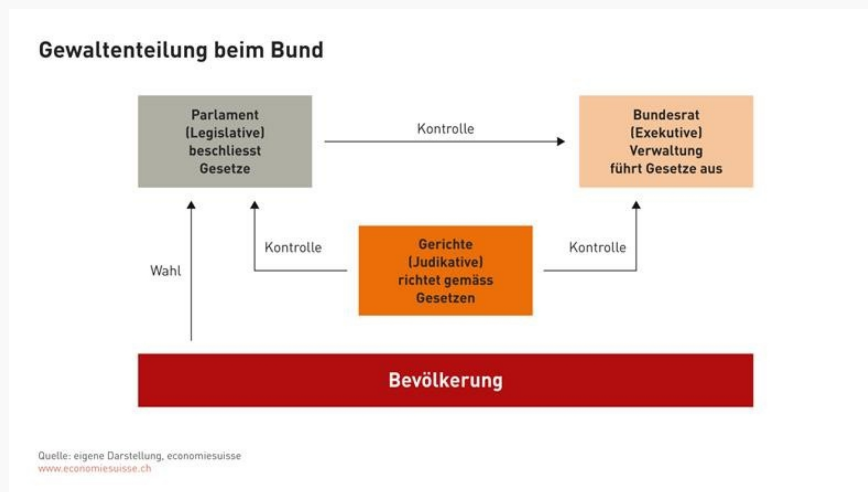 Gewaltenteilung beim Bund
Parlament
(Legislative)
beschliesst
Gesetze
Kontrolle
Bundesrat
(Exekutive)
Verwaltung
führt Gesetze aus
Wahl
Kontrolle
Gerichte
(Judikative)
richtet gemäss
Gesetzen
Kontrolle
Bevölkerung
Quelle: eigene Darstellung, economiesuisse
www.economiesuisse.ch